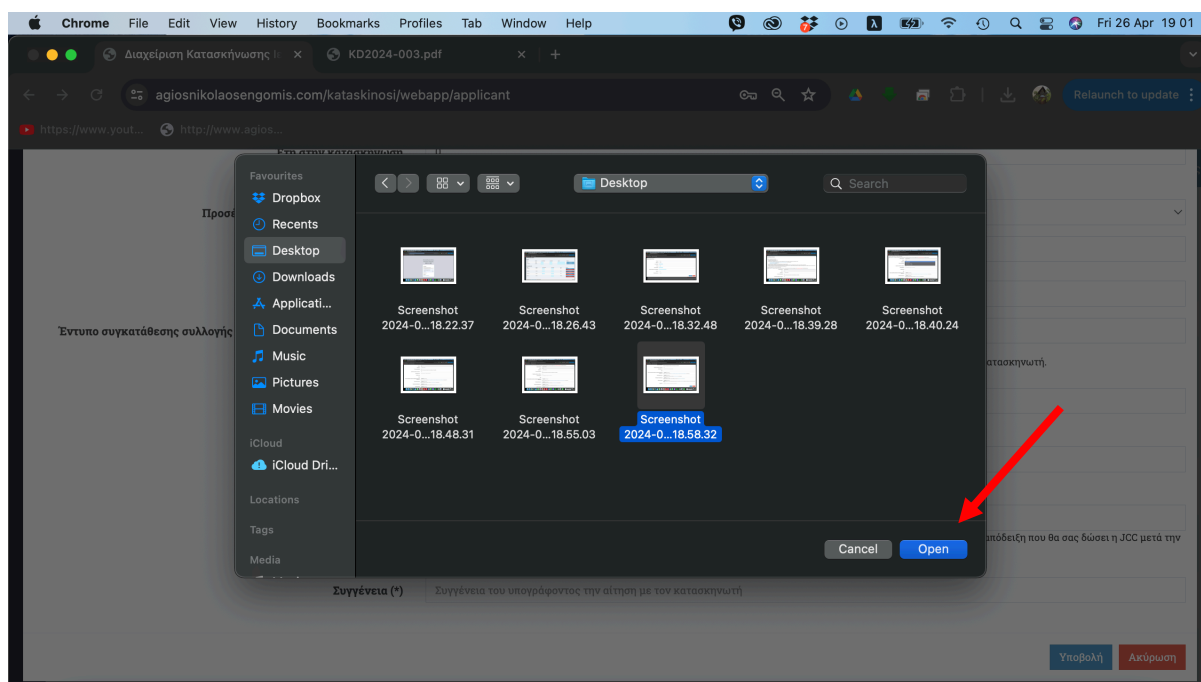 Chrome File Edit View History Bookmarks Profiles Tab Window Help Fri 26 Apr 19 01
Διαχείριση Κατασκήνωσης KD2024-003.pdf
agiosnikolaosengomis.com/kataskinosi/webapp/applicant Relaunch to update
https://www.yout... http://www.agios...
Έτη στην κατασκήνωση
Favourites
Desktop
Search
Dropbox
Προσέ
Recents
Desktop
Downloads
Applicati...
Screenshot Screenshot Screenshot Screenshot Screenshot
2024-0...18.22.37 2024-0...18.26.43 2024-0...18.32.48 2024-0...18.39.28 2024-0...18.40.24
Έντυπο συγκατάθεσης συλλογής
Documents
Music
ατασκηνωτή.
Pictures
Movies
Screenshot Screenshot Screenshot
2024-0...18.48.31 2024-0...18.55.03 2024-0...18.58.32
iCloud
iCloud Dri...
Locations
Tags
πόδειξη που θα σας δώσει η JCC μετά την
Cancel Open
Media
Συγγένεια (*) Συγγένεια του υπογράφοντος την αίτηση με τον κατασκηνωτή
Υποβολή Ακύρωση